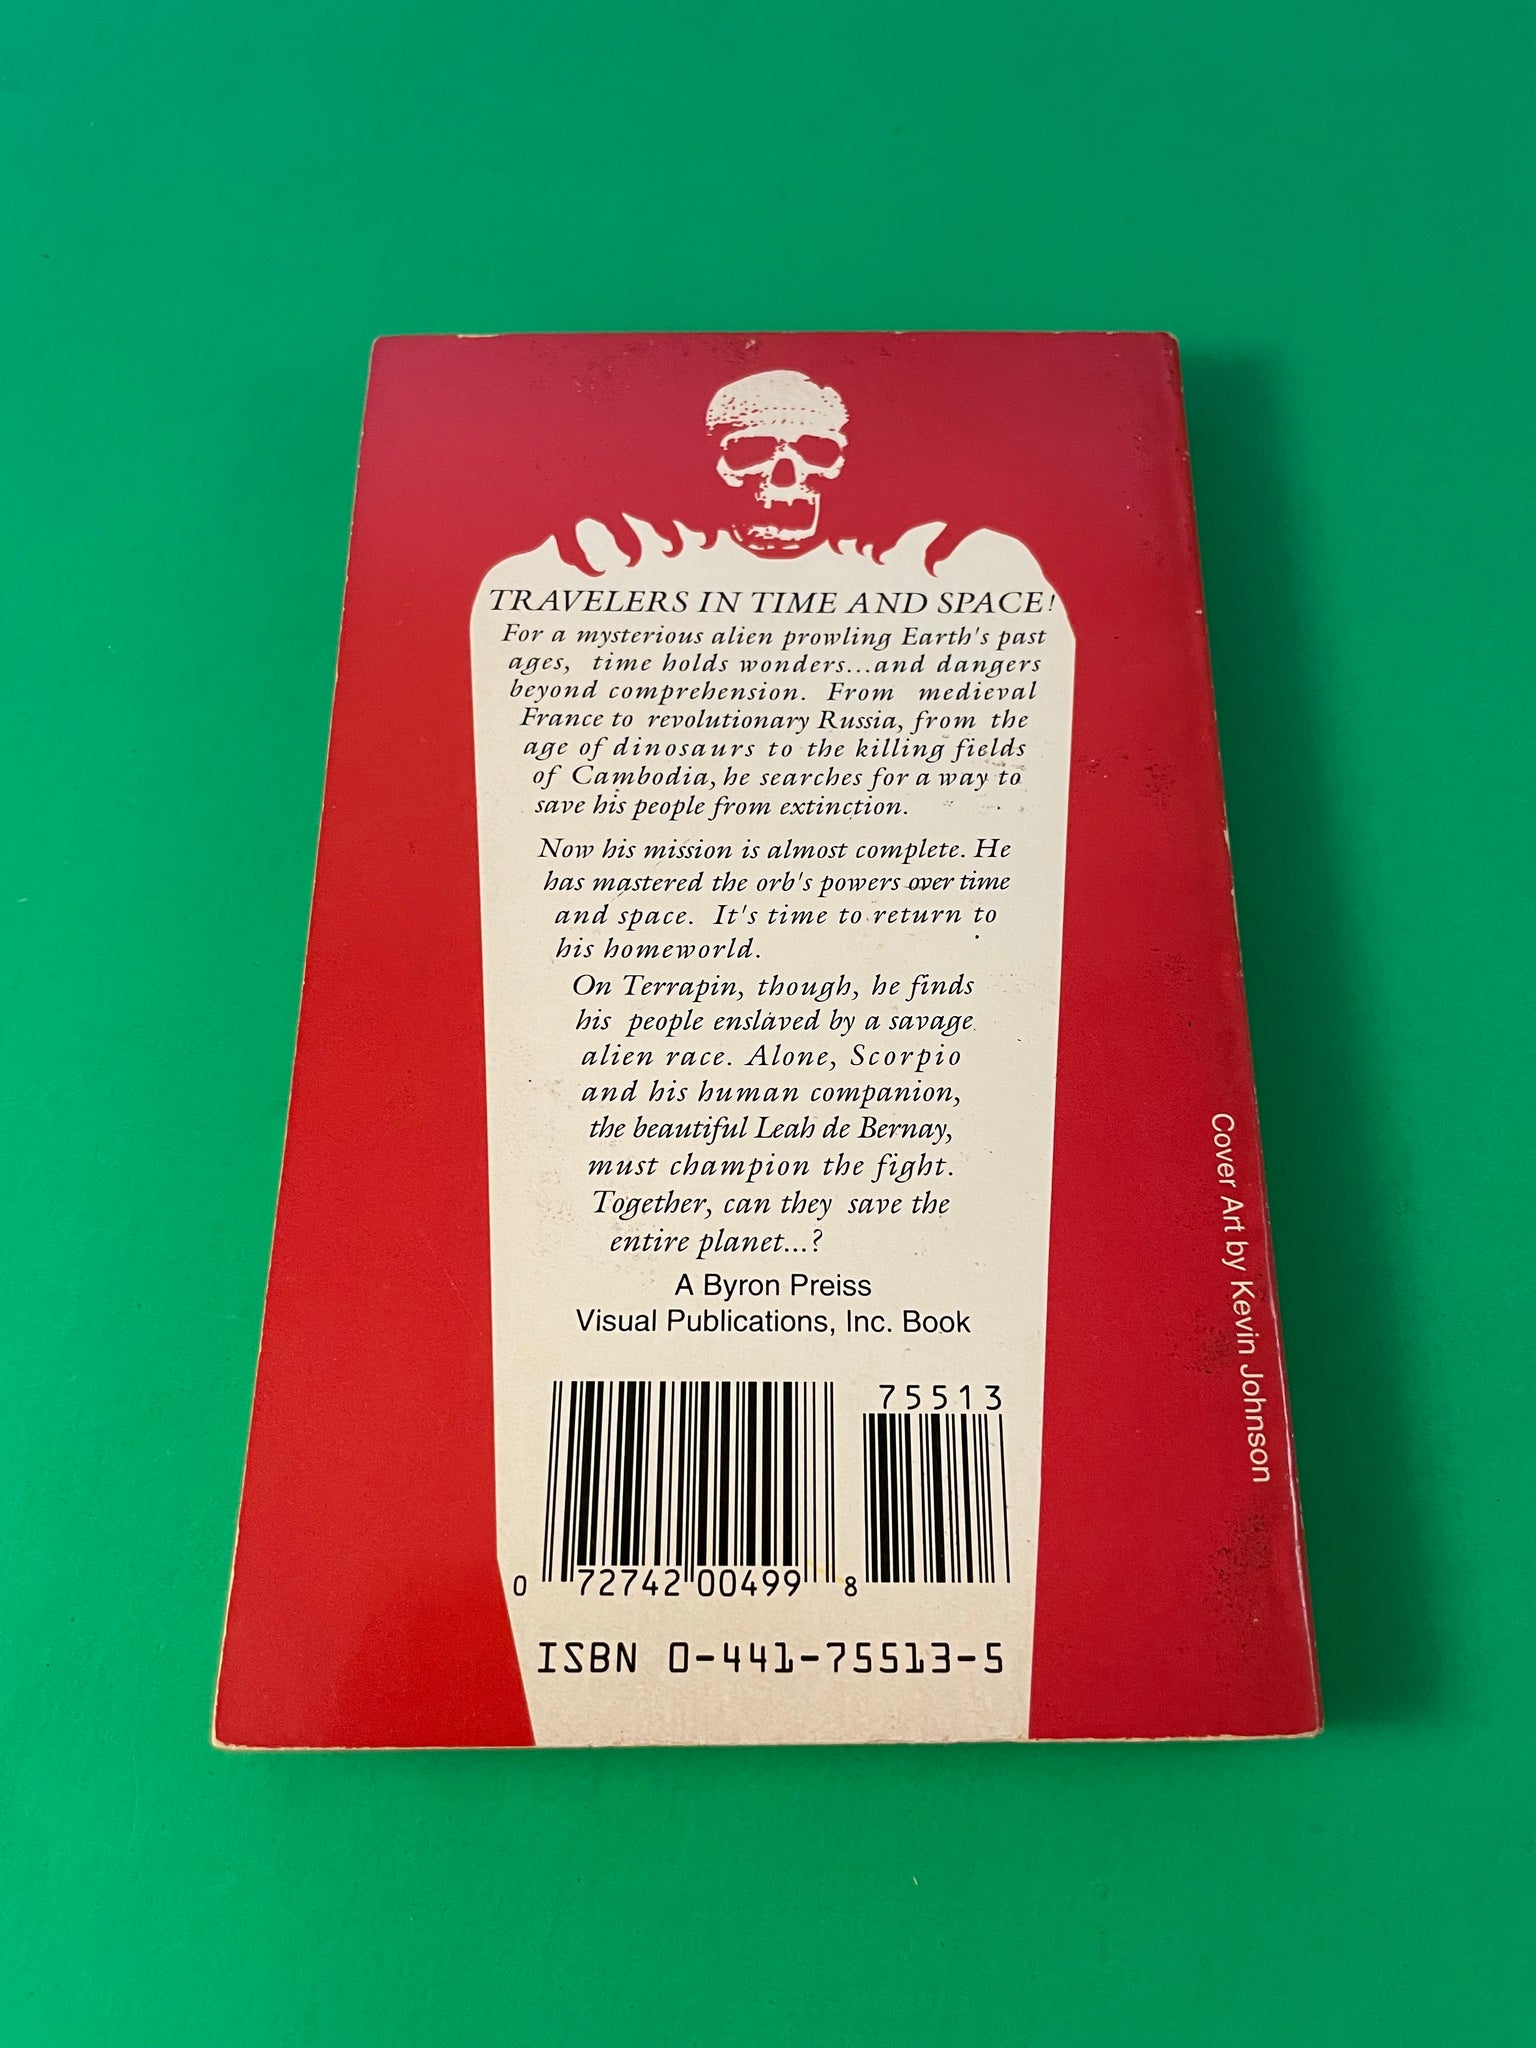 TRAVELERS IN TIME AND SPACE!
For a mysterious alien prowling Earth's past
ages, time holds wonders...and dangers
beyond comprehension. From medieval
France to revolutionary Russia, from the
age of dinosaurs to the killing fields
of Cambodia, he searches for a way to
save his people from extinction.
Now his mission is almost complete. He
has mastered the orb's powers over time
and space. It's time to return to
his homeworld.
On Terrapin, though, he finds
his people enslaved by a savage
alien race. Alone, Scorpio
and his human companion,
the beautiful Leah de Bernay,
must champion the fight.
Together, can they save the
entire planet...?
A Byron Preiss
Visual Publications, Inc. Book
75513
0 72742 00499 8
ISBN 0-441-75513-5
Cover Art by Kevin Johnson